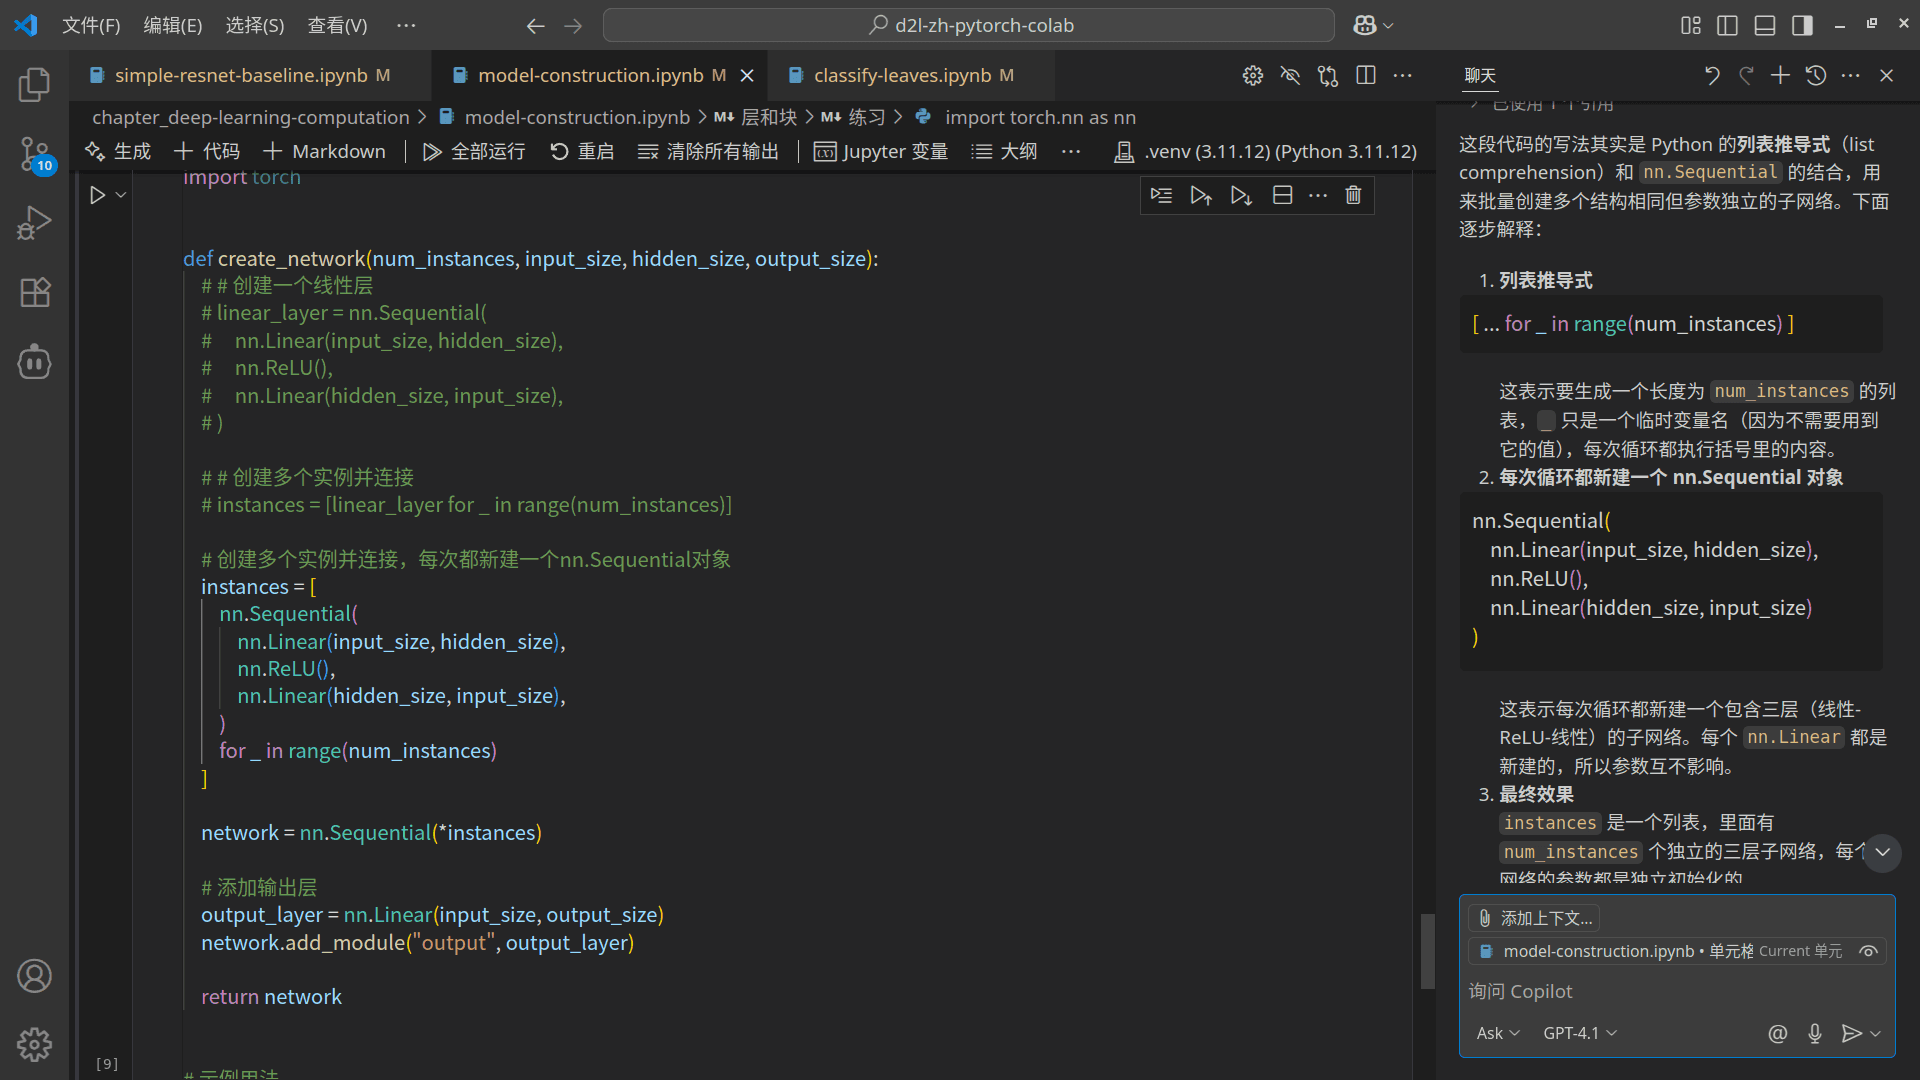 文件(F) 编辑(E) 选择(S) 查看(V) ··· d2l-zh-pytorch-colab
simple-resnet-baseline.ipynb M model-construction.ipynb M classify-leaves.ipynb M
chapter_deep-learning-computation > model-construction.ipynb > M↓ 层和块 > M↓ 练习 > import torch.nn as nn
生成 + 代码 + Markdown 全部运行 重启 清除所有输出 Jupyter 变量 大纲 ··· .venv (3.11.12) (Python 3.11.12)
import torch
def create_network(num_instances, input_size, hidden_size, output_size):
# # 创建一个线性层
# linear_layer = nn.Sequential(
#     nn.Linear(input_size, hidden_size),
#     nn.ReLU(),
#     nn.Linear(hidden_size, input_size),
# )
# # 创建多个实例并连接
# instances = [linear_layer for _ in range(num_instances)]
# 创建多个实例并连接，每次都新建一个nn.Sequential对象
instances = [
nn.Sequential(
nn.Linear(input_size, hidden_size),
nn.ReLU(),
nn.Linear(hidden_size, input_size),
)
for _ in range(num_instances)
]
network = nn.Sequential(*instances)
# 添加输出层
output_layer = nn.Linear(input_size, output_size)
network.add_module("output", output_layer)
return network
[9]
# 示例用法
10
聊天
已使用 1 个引用
这段代码的写法其实是 Python 的列表推导式（list
comprehension）和 nn.Sequential 的结合，用
来批量创建多个结构相同但参数独立的子网络。下面
逐步解释：
1. 列表推导式
[ ... for _ in range(num_instances) ]
这表示要生成一个长度为 num_instances 的列
表，_ 只是一个临时变量名（因为不需要用到
它的值），每次循环都执行括号里的内容。
2. 每次循环都新建一个 nn.Sequential 对象
nn.Sequential(
nn.Linear(input_size, hidden_size),
nn.ReLU(),
nn.Linear(hidden_size, input_size)
)
这表示每次循环都新建一个包含三层（线性-
ReLU-线性）的子网络。每个 nn.Linear 都是
新建的，所以参数互不影响。
3. 最终效果
instances 是一个列表，里面有
num_instances 个独立的三层子网络，每个
网络的参数都是独立初始化的
添加上下文...
model-construction.ipynb • 单元格 Current 单元
询问 Copilot
Ask GPT-4.1 @